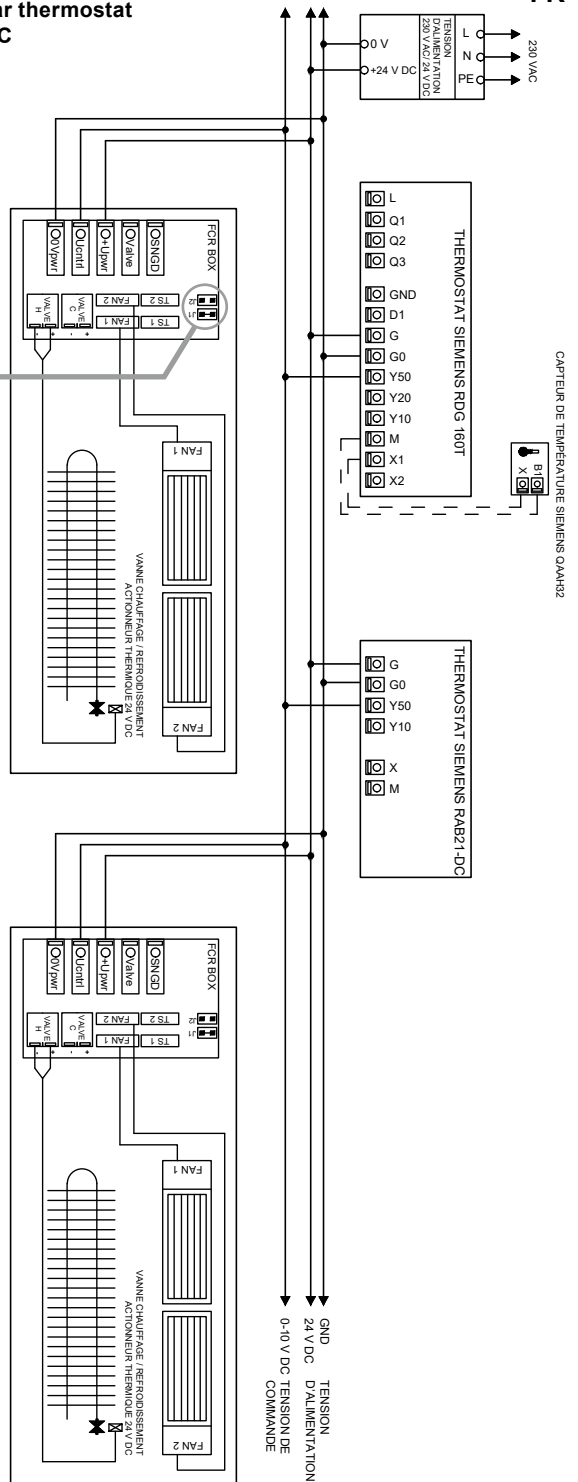 ar thermostat
C
FR
0 V
+24 V DC
TENSION
D'ALIMENTATION
230 V AC/ 24 V DC
L
N
PE
230 VAC
FCR BOX
0Vpwr
Ucntrl
+Upwr
Valve
SNGD
VALVE
H
- +
VALVE
C
- +
FAN 2
FAN 1
TS 2
TS 1
J2
J1
FAN 1
FAN 2
VANNE CHAUFFAGE / REFROIDISSEMENT
ACTIONNEUR THERMIQUE 24 V DC
THERMOSTAT SIEMENS RDG 160T
L
Q1
Q2
Q3
GND
D1
G
G0
Y50
Y20
Y10
M
X1
X2
CAPTEUR DE TEMPÉRATURE SIEMENS QAAH32
B1
X
THERMOSTAT SIEMENS RAB21-DC
G
G0
Y50
Y10
X
M
FCR BOX
0Vpwr
Ucntrl
+Upwr
Valve
SNGD
VALVE
H
- +
VALVE
C
- +
FAN 2
FAN 1
TS 2
TS 1
J2
J1
FAN 1
FAN 2
VANNE CHAUFFAGE / REFROIDISSEMENT
ACTIONNEUR THERMIQUE 24 V DC
GND TENSION
24 V DC D'ALIMENTATION
0-10 V DC TENSION DE
COMMANDE